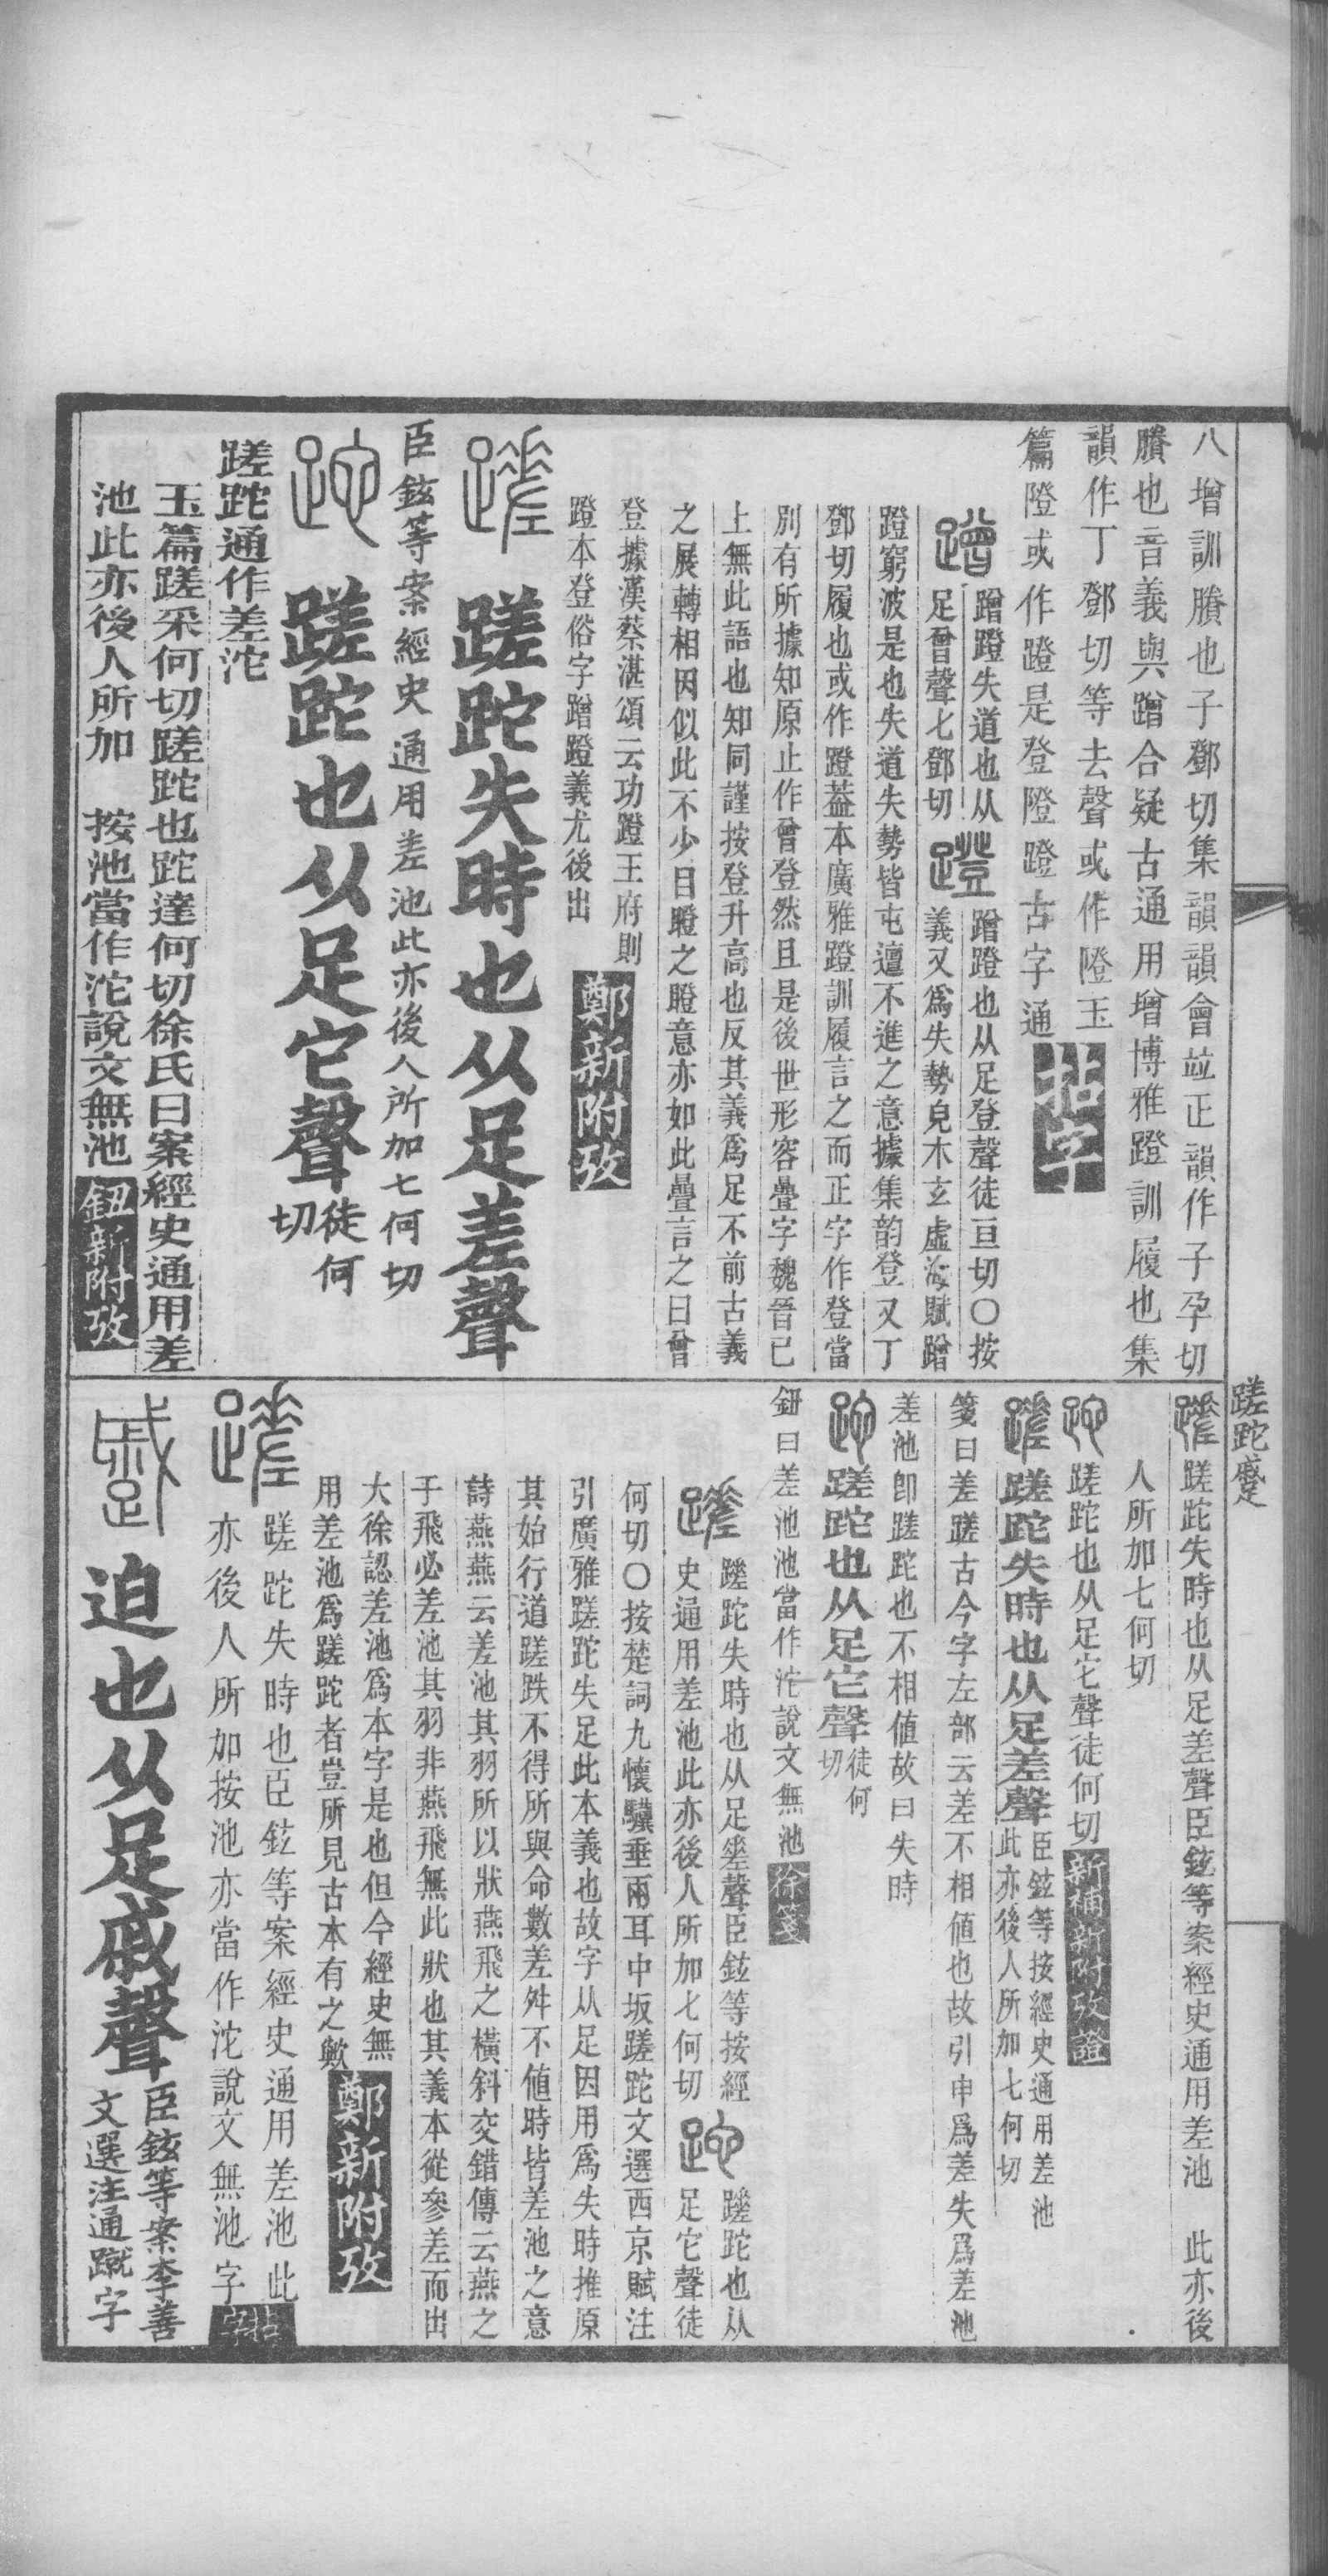 八增訓賸也子鄧切集韻韻會竝正韻作子孕切
賸也音義與蹭合疑古通用增博雅蹬訓履也集
韻作丁鄧切等去聲或作隥玉
篇隥或作蹬是登隥蹬古字通
蹭 蹭蹬失道也从
足曾聲七鄧切
蹬 蹭蹬也从足登聲徒亘切〇按
義又爲失勢皃木玄虛海賦蹭
蹬窮波是也失道失勢皆屯邅不進之意據集韵登又丁
鄧切履也或作蹬葢本廣雅蹬訓履言之而正字作登當
別有所據知原止作曾登然且是後世形容疊字魏晉已
上無此語也知同謹按登升高也反其義爲足不前古義
之展轉相因似此不少目瞪之瞪意亦如此疊言之曰曾
登據漢蔡湛頌云功蹬王府則
蹬本登俗字蹭蹬義尤後出
鄭新附攷
蹉 蹉跎失時也从足差聲
臣鉉等案經史通用差池此亦後人所加七何切
跎 蹉跎也从足它聲 徒何
切
蹉跎通作差沱
玉篇蹉采何切蹉跎也跎達何切徐氏曰案經史通用差
池此亦後人所加 按池當作沱說文無池 鈕新附攷
蹉跎蹙
蹉 蹉跎失時也从足差聲臣鉉等案經史通用差池 此亦後
人所加七何切
跎 蹉跎也从足它聲徒何切 新補新附攷證
蹉 蹉跎失時也从足差聲 臣鉉等按經史通用差池
此亦後人所加七何切
箋曰差蹉古今字左部云差不相値也故引申爲差失爲差池
差池卽蹉跎也不相値故曰失時
跎 蹉跎也从足它聲 徒何
切
鈕曰差池池當作沱說文無池 徐箋
蹉 蹉跎失時也从足差聲臣鉉等按經
史通用差池此亦後人所加七何切
跎 蹉跎也从
足它聲徒
何切〇按楚詞九懷驥垂兩耳中坂蹉跎文選西京賦注
引廣雅蹉跎失足此本義也故字从足因用爲失時推原
其始行道蹉跌不得所與命數差舛不値時皆差池之意
詩燕燕云差池其羽所以狀燕飛之橫斜交錯傳云燕之
于飛必差池其羽非燕飛無此狀也其義本從參差而出
大徐認差池爲本字是也但今經史無
用差池爲蹉跎者豈所見古本有之歟
鄭新附攷
蹉 蹉跎失時也臣鉉等案經史通用差池此
亦後人所加按池亦當作沱說文無池字
蹙 迫也从足戚聲 臣鉉等案李善
文選注通蹴字